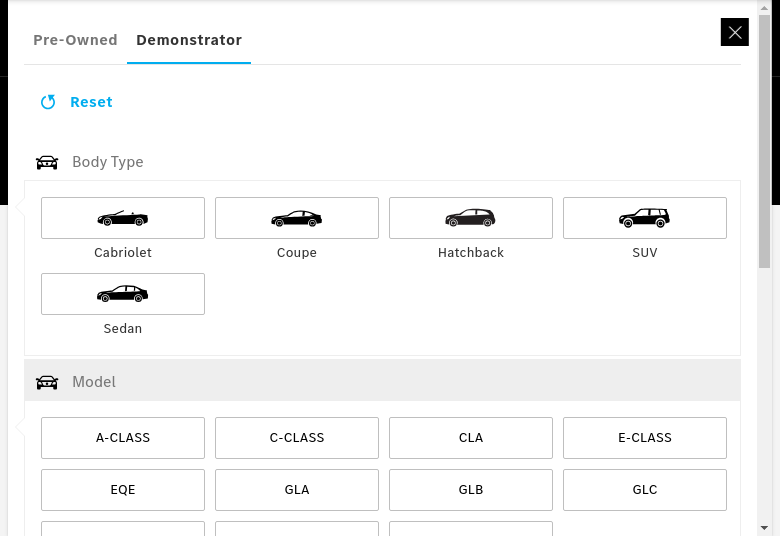 Pre-Owned Demonstrator
Reset
Body Type
Cabriolet Coupe Hatchback SUV
Sedan
Model
A-CLASS C-CLASS CLA E-CLASS
EQE GLA GLB GLC